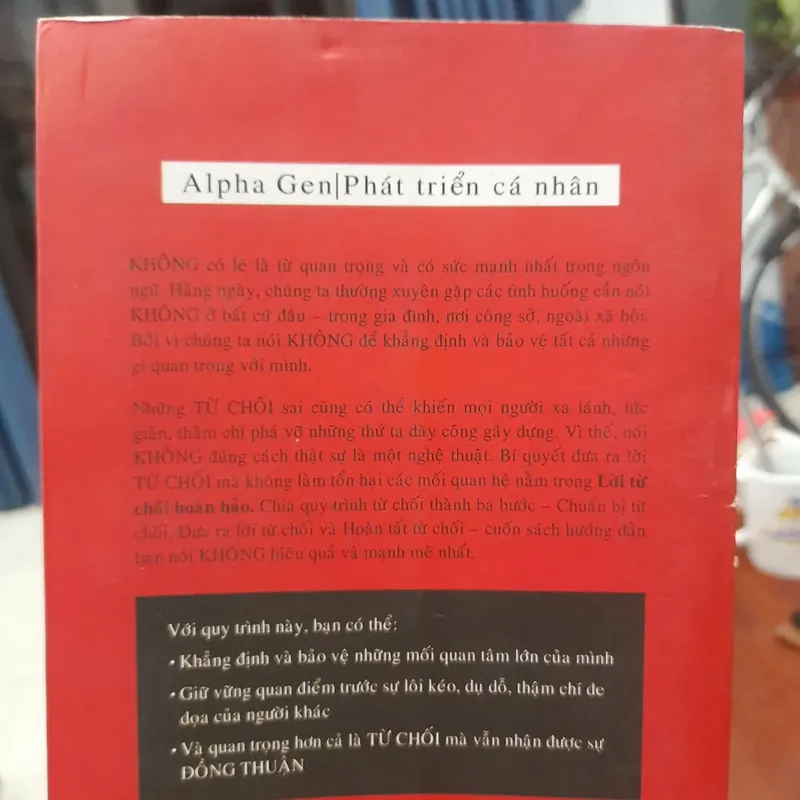 Alpha Gen|Phát triển cá nhân
KHÔNG có lẽ là từ quan trọng và có sức mạnh nhất trong ngôn
ngữ. Hằng ngày, chúng ta thường xuyên gặp các tình huống cần nói
KHÔNG ở bất cứ đâu – trong gia đình, nơi công sở, ngoài xã hội.
Bởi vì chúng ta nói KHÔNG để khẳng định và bảo vệ tất cả những
gì quan trọng với mình.
Những TỪ CHỐI sai cũng có thể khiến mọi người xa lánh, tức
giận, thậm chí phá vỡ những thứ ta dày công gây dựng. Vì thế, nói
KHÔNG đúng cách thật sự là một nghệ thuật. Bí quyết đưa ra lời
TỪ CHỐI mà không làm tổn hại các mối quan hệ nằm trong Lời từ
chối hoàn hảo. Chia quy trình từ chối thành ba bước – Chuẩn bị từ
chối, Đưa ra lời từ chối và Hoàn tất từ chối – cuốn sách hướng dẫn
bạn nói KHÔNG hiệu quả và mạnh mẽ nhất.
Với quy trình này, bạn có thể:
• Khẳng định và bảo vệ những mối quan tâm lớn của mình
• Giữ vững quan điểm trước sự lôi kéo, dụ dỗ, thậm chí đe
dọa của người khác
• Và quan trọng hơn cả là TỪ CHỐI mà vẫn nhận được sự
ĐỒNG THUẬN